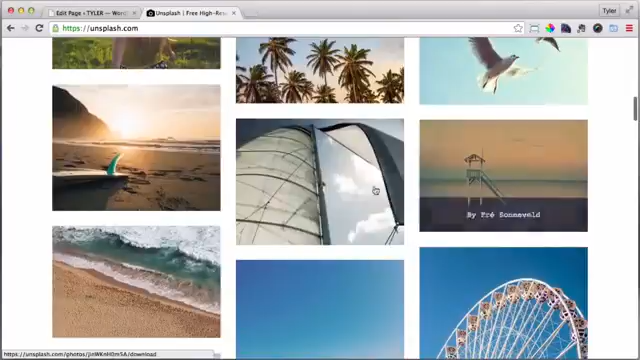 Edit Page ‹ TYLER — Word
Unsplash | Free High-Res
Tyler
https://unsplash.com
By Pré Sonneveld
https://unsplash.com/photos/
/download